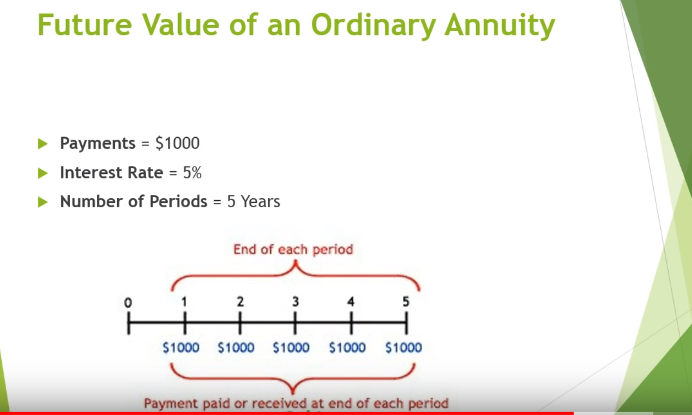 Future Value of an Ordinary Annuity
Payments = $1000
Interest Rate = 5%
Number of Periods = 5 Years
End of each period
0 1 2 3 4 5
$1000 $1000 $1000 $1000 $1000
Payment paid or received at end of each period